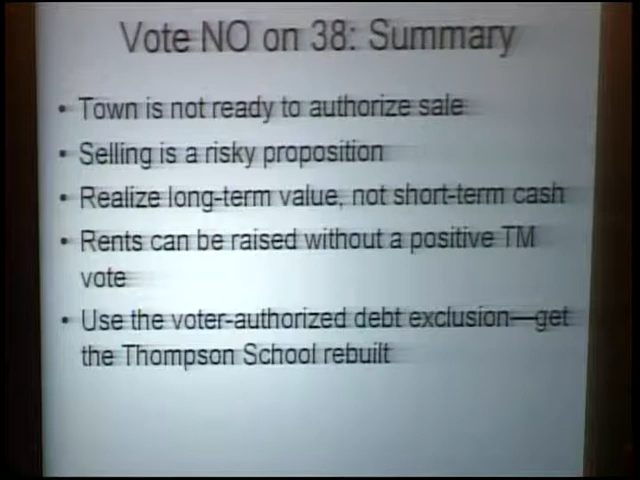 Vote NO on 38: Summary
• Town is not ready to authorize sale
• Selling is a risky proposition
• Realize long-term value, not short-term cash
• Rents can be raised without a positive TM
vote
• Use the voter-authorized debt exclusion—get
the Thompson School rebuilt